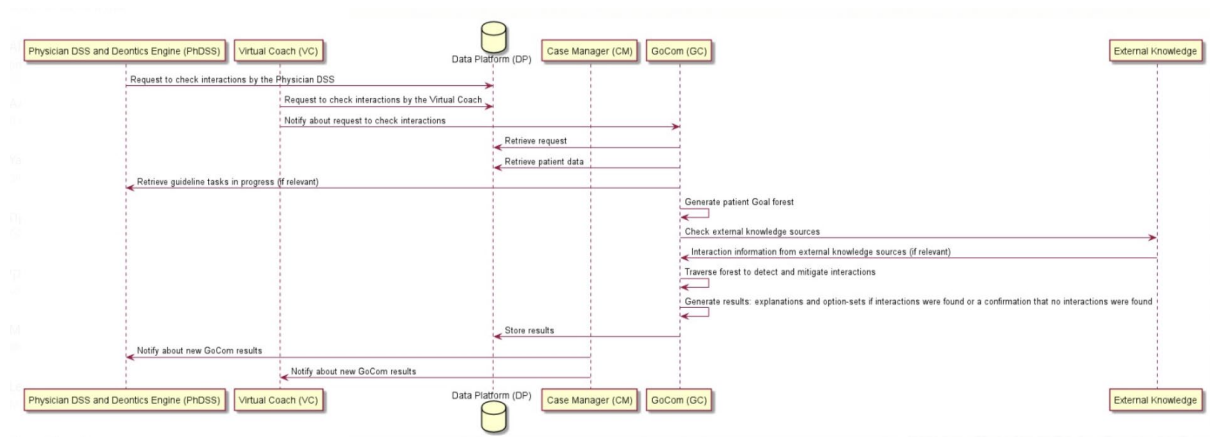 Physician DSS and Deontics Engine (PhDSS)
Virtual Coach (VC)
Data Platform (DP)
Case Manager (CM)
GoCom (GC)
External Knowledge
Request to check interactions by the Physician DSS
Request to check interactions by the Virtual Coach
Notify about request to check interactions
Retrieve request
Retrieve patient data
Retrieve guideline tasks in progress (if relevant)
Generate patient Goal forest
Check external knowledge sources
Interaction information from external knowledge sources (if relevant)
Traverse forest to detect and mitigate interactions
Generate results: explanations and option-sets if interactions were found or a confirmation that no interactions were found
Store results
Notify about new GoCom results
Notify about new GoCom results
Physician DSS and Deontics Engine (PhDSS)
Virtual Coach (VC)
Data Platform (DP)
Case Manager (CM)
GoCom (GC)
External Knowledge